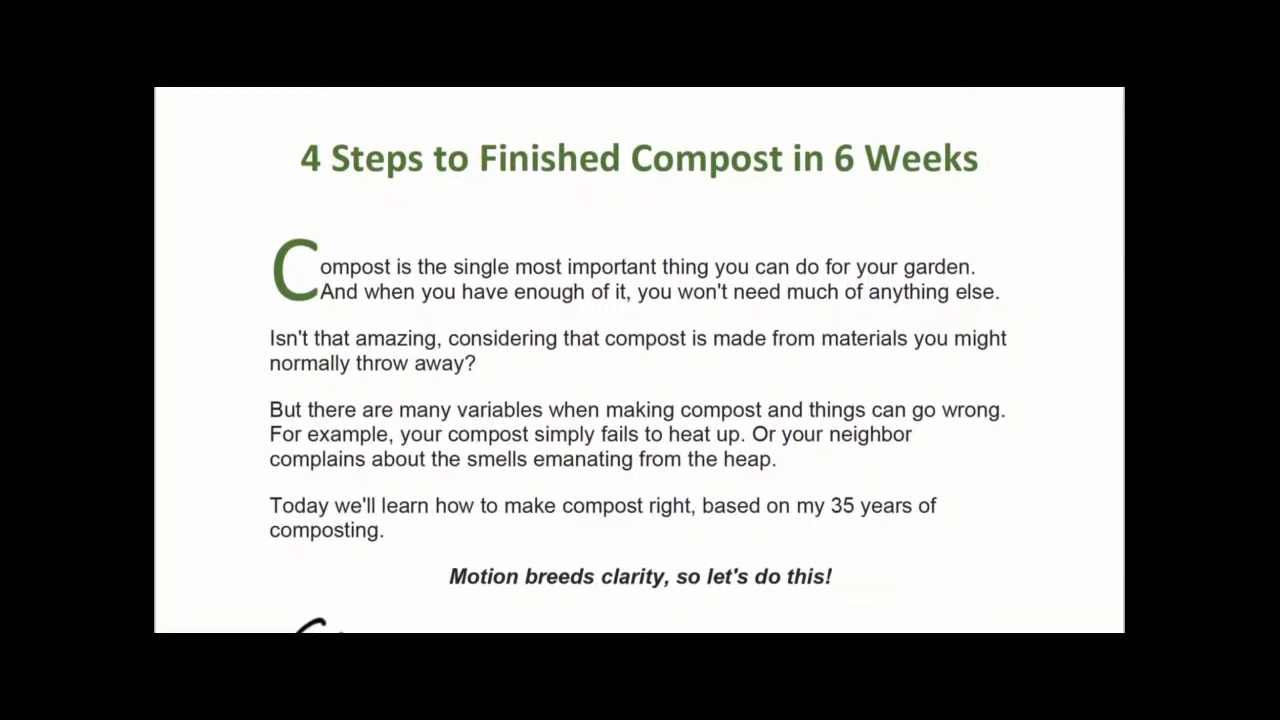 4 Steps to Finished Compost in 6 Weeks
Compost is the single most important thing you can do for your garden.
And when you have enough of it, you won't need much of anything else.
Isn't that amazing, considering that compost is made from materials you might
normally throw away?
But there are many variables when making compost and things can go wrong.
For example, your compost simply fails to heat up. Or your neighbor
complains about the smells emanating from the heap.
Today we'll learn how to make compost right, based on my 35 years of
composting.
Motion breeds clarity, so let's do this!